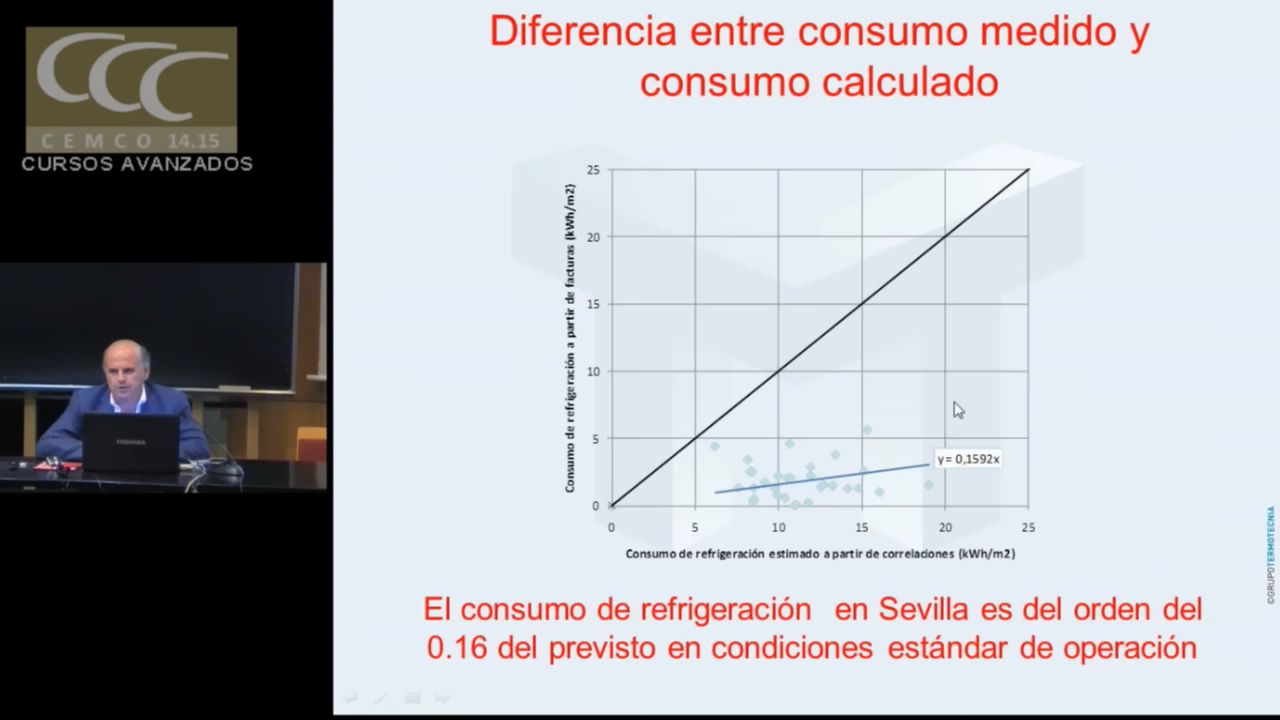 CCC
CEMCO 14.15
CURSOS AVANZADOS
TOSHIBA
Diferencia entre consumo medido y
consumo calculado
Consumo de refrigeración a partir de facturas (kWh/m2)
25
20
15
10
5
0
y = 0,1592x
0 5 10 15 20 25
Consumo de refrigeración estimado a partir de correlaciones (kWh/m2)
El consumo de refrigeración en Sevilla es del orden del
0.16 del previsto en condiciones estándar de operación
©GRUPOTERMOTECNIA